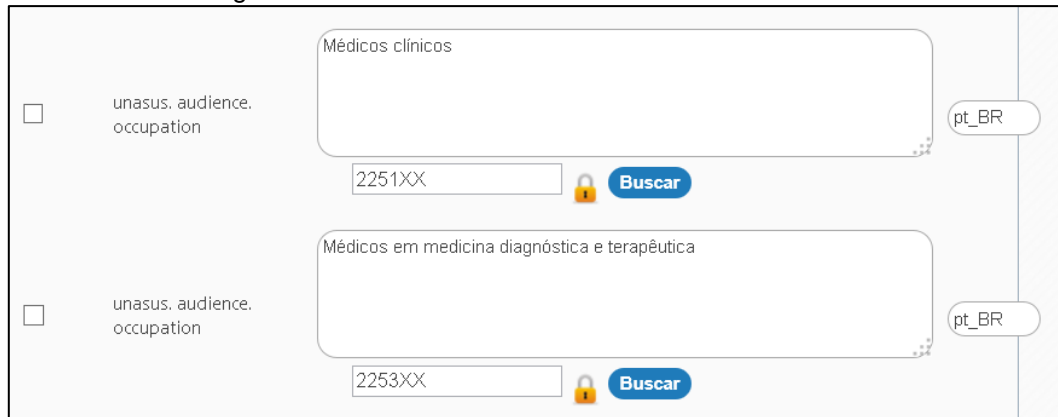 Médicos clínicos
unasus. audience.
occupation
pt_BR
2251XX
Buscar
Médicos em medicina diagnóstica e terapêutica
unasus. audience.
occupation
pt_BR
2253XX
Buscar